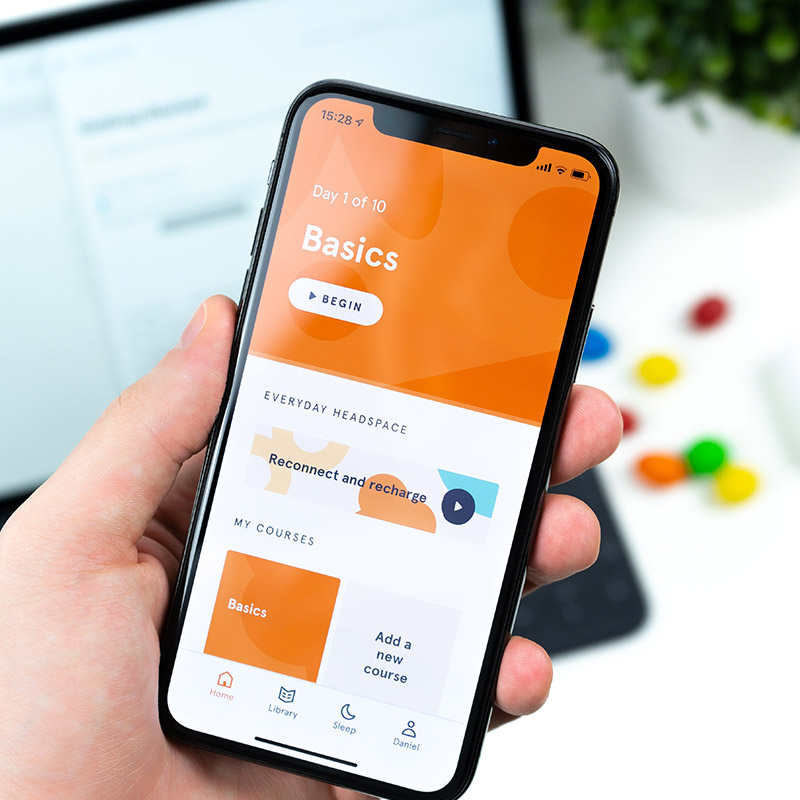 15:28
Day 1 of 10
Basics
BEGIN
EVERYDAY HEADSPACE
Reconnect and recharge
MY COURSES
Basics
Add a
new
course
Home
Library
Sleep
Daniel